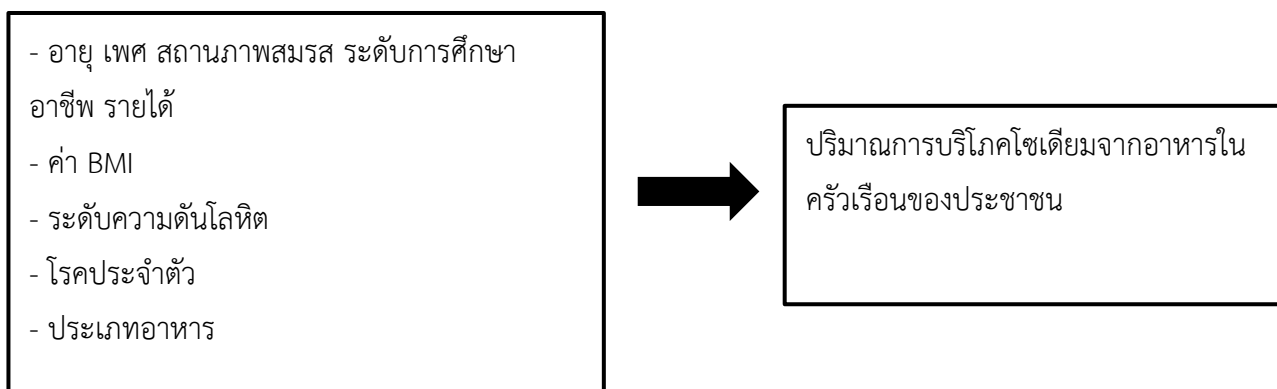 - อายุ เพศ สถานภาพสมรส ระดับการศึกษา
อาชีพ รายได้
- ค่า BMI
- ระดับความดันโลหิต
- โรคประจำตัว
- ประเภทอาหาร
ปริมาณการบริโภคโซเดียมจากอาหารใน
ครัวเรือนของประชาชน